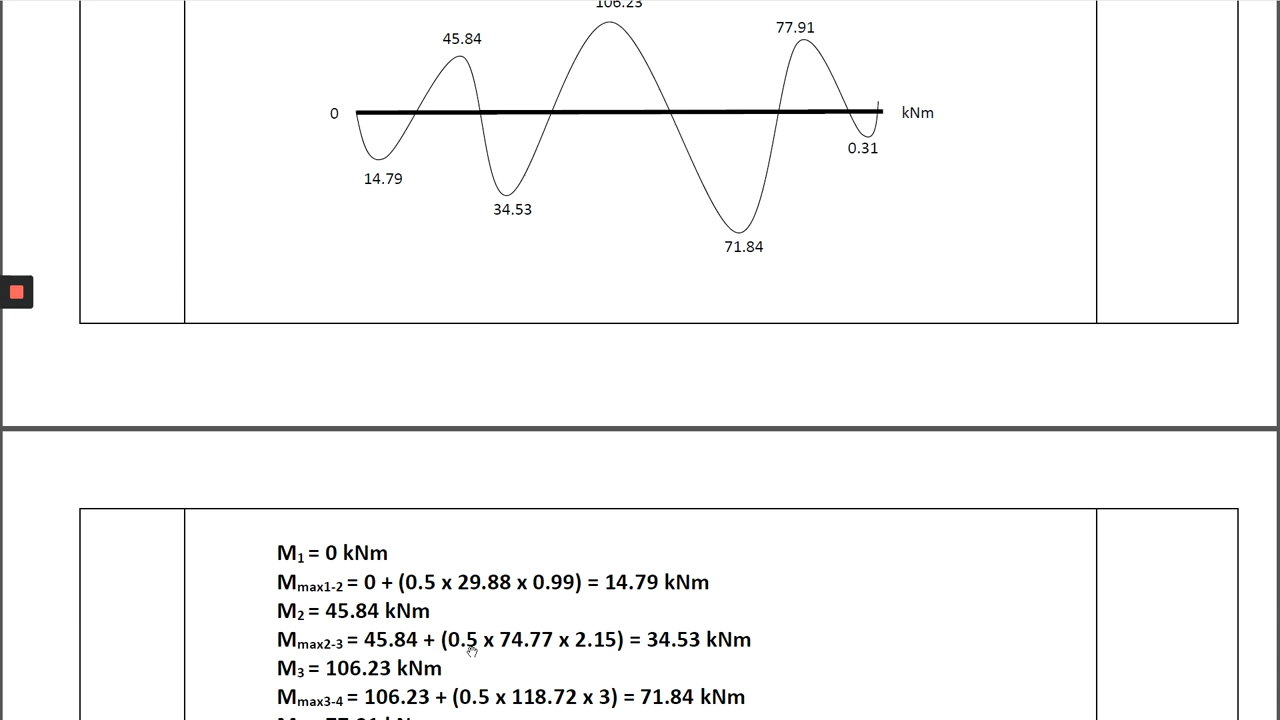 106.23
77.91
45.84
0
kNm
0.31
14.79
34.53
71.84
M1 = 0 kNm
Mmax1-2 = 0 + (0.5 x 29.88 x 0.99) = 14.79 kNm
M2 = 45.84 kNm
Mmax2-3 = 45.84 + (0.5 x 74.77 x 2.15) = 34.53 kNm
M3 = 106.23 kNm
Mmax3-4 = 106.23 + (0.5 x 118.72 x 3) = 71.84 kNm